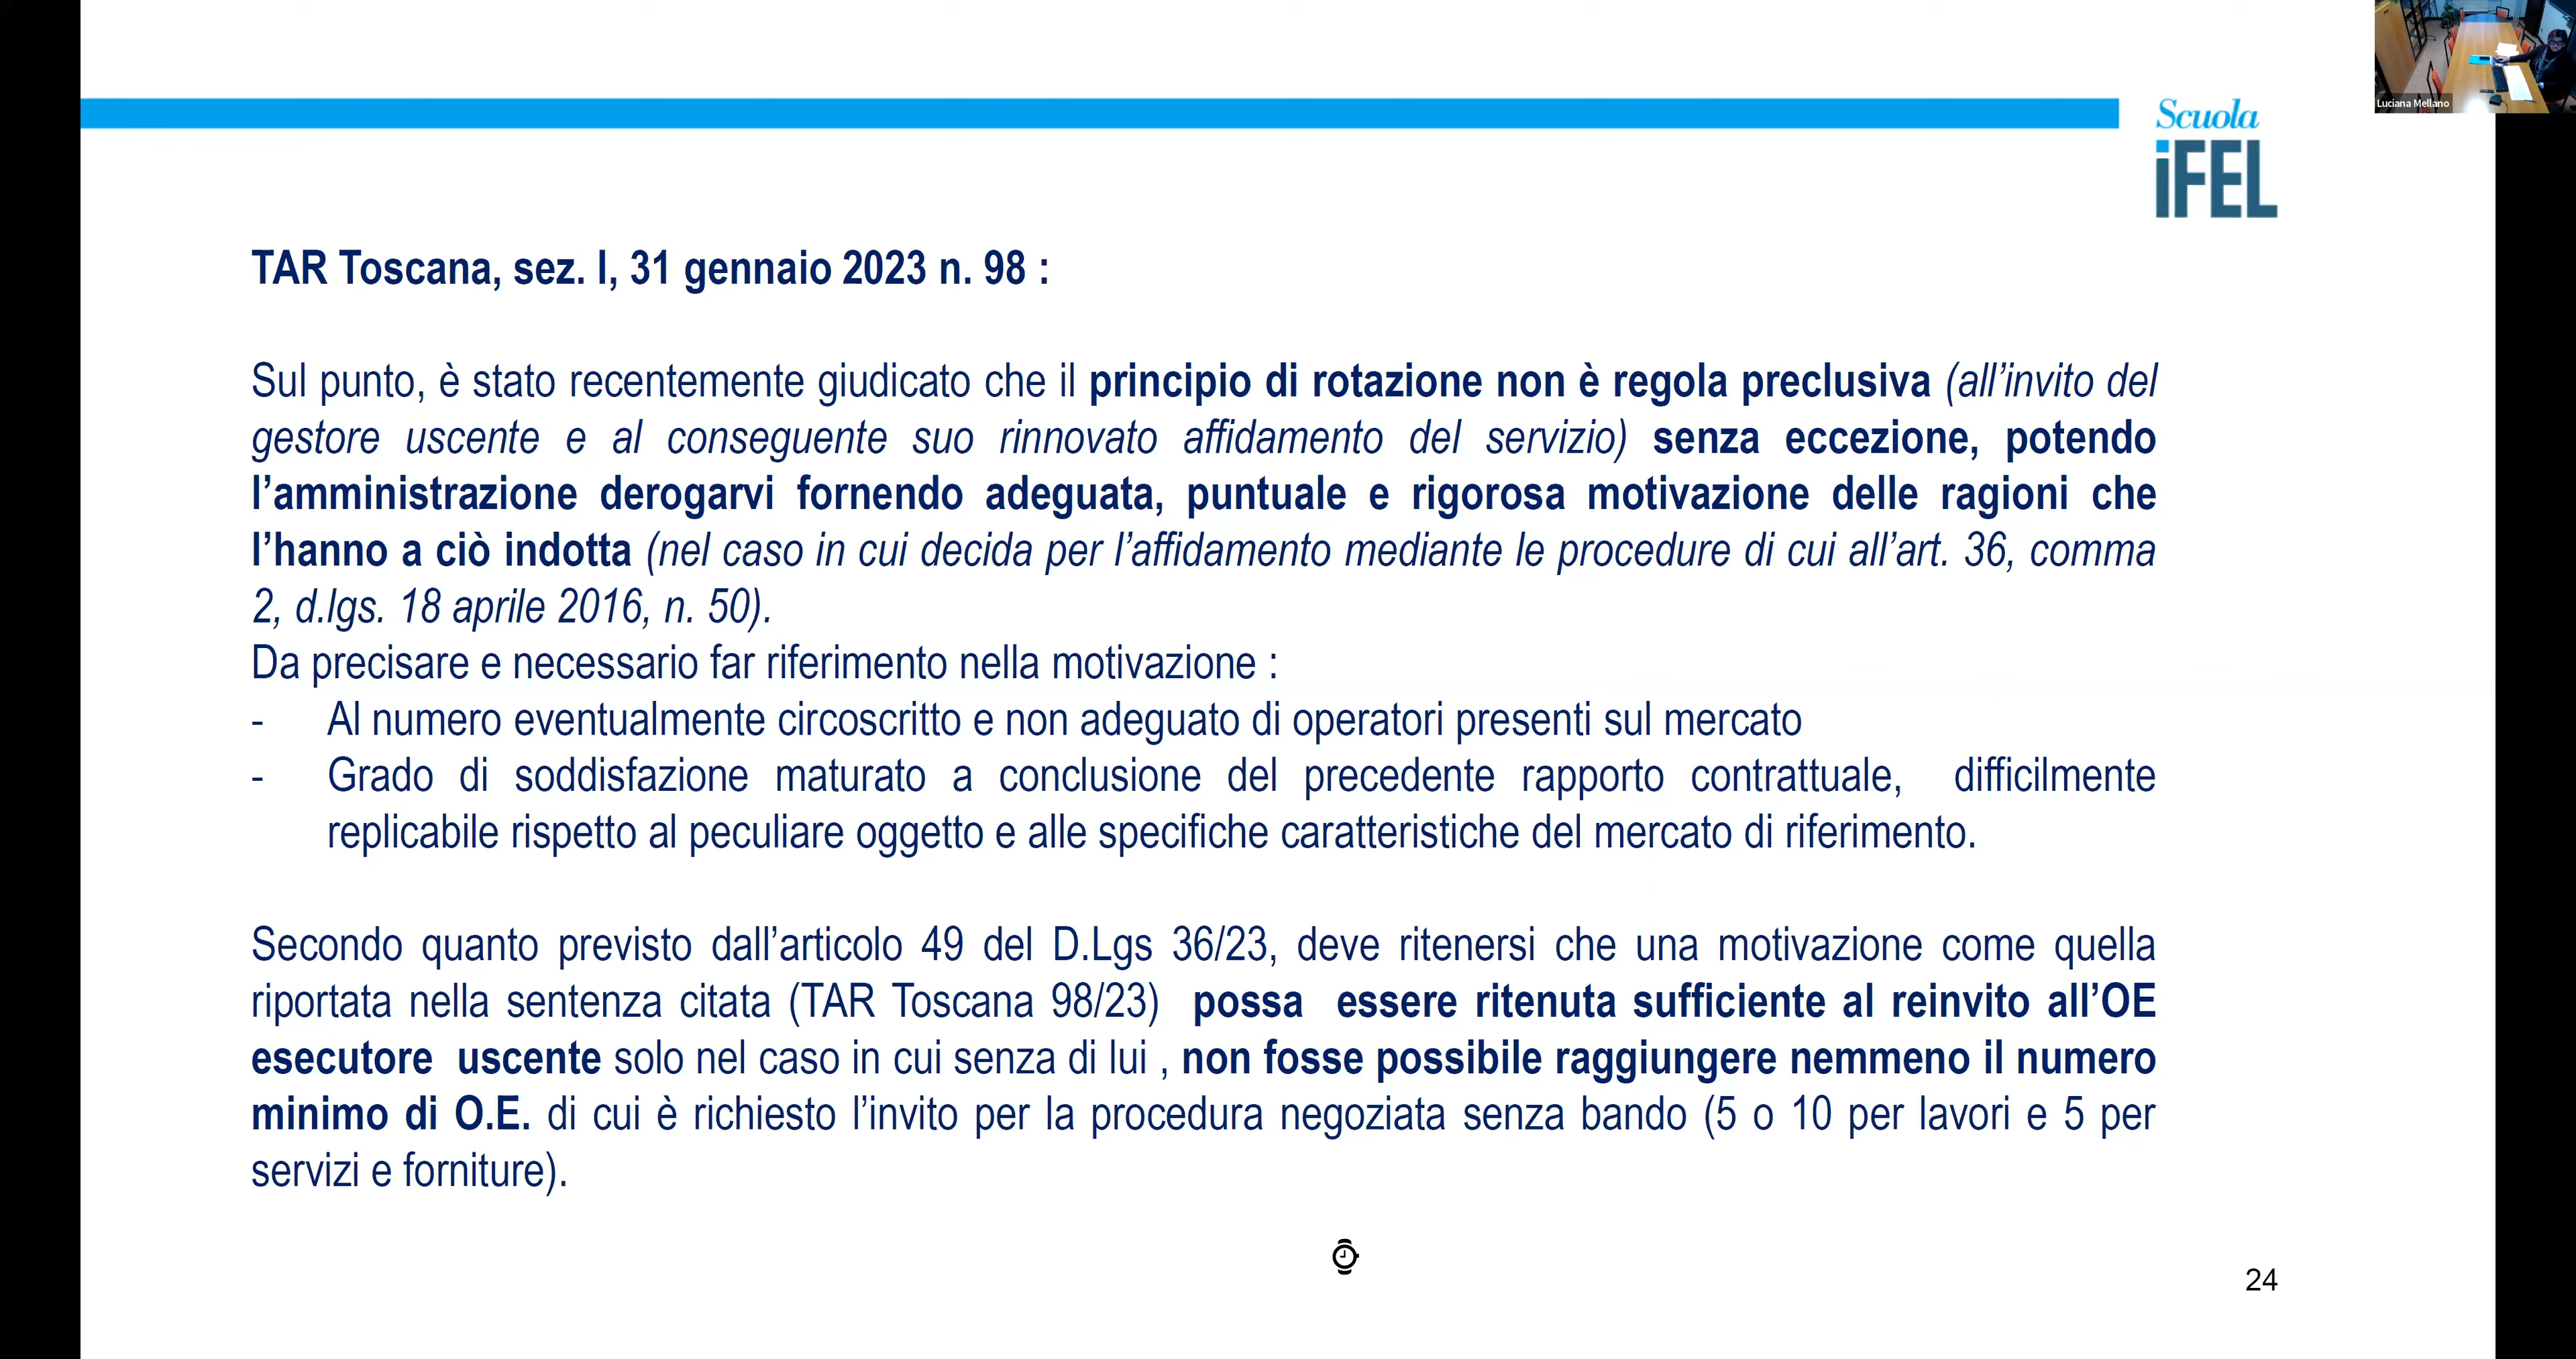 Luciana Mellano
Scuola
iFEL
TAR Toscana, sez. I, 31 gennaio 2023 n. 98 :
Sul punto, è stato recentemente giudicato che il principio di rotazione non è regola preclusiva (all’invito del
gestore uscente e al conseguente suo rinnovato affidamento del servizio) senza eccezione, potendo
l’amministrazione derogarvi fornendo adeguata, puntuale e rigorosa motivazione delle ragioni che
l’hanno a ciò indotta (nel caso in cui decida per l’affidamento mediante le procedure di cui all’art. 36, comma
2, d.lgs. 18 aprile 2016, n. 50).
Da precisare e necessario far riferimento nella motivazione :
- Al numero eventualmente circoscritto e non adeguato di operatori presenti sul mercato
- Grado di soddisfazione maturato a conclusione del precedente rapporto contrattuale, difficilmente
replicabile rispetto al peculiare oggetto e alle specifiche caratteristiche del mercato di riferimento.
Secondo quanto previsto dall’articolo 49 del D.Lgs 36/23, deve ritenersi che una motivazione come quella
riportata nella sentenza citata (TAR Toscana 98/23) possa essere ritenuta sufficiente al reinvito all’OE
esecutore uscente solo nel caso in cui senza di lui , non fosse possibile raggiungere nemmeno il numero
minimo di O.E. di cui è richiesto l’invito per la procedura negoziata senza bando (5 o 10 per lavori e 5 per
servizi e forniture).
24